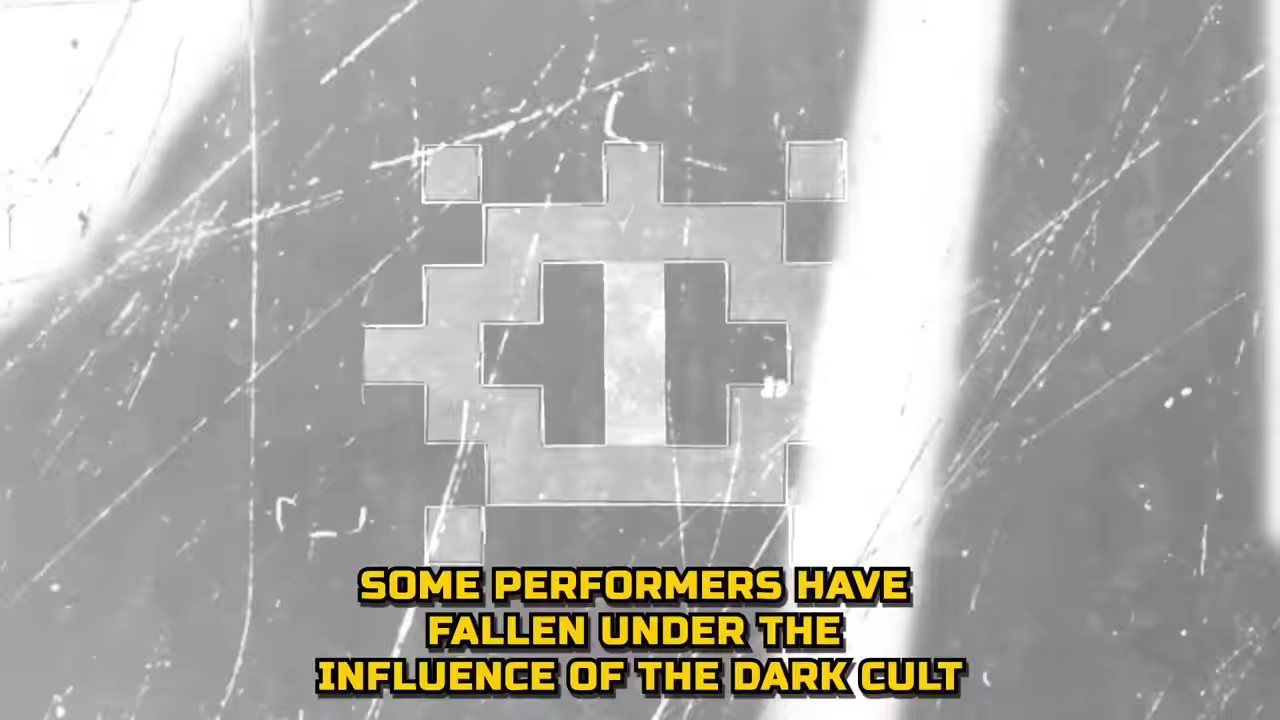 SOME PERFORMERS HAVE
FALLEN UNDER THE
INFLUENCE OF THE DARK CULT